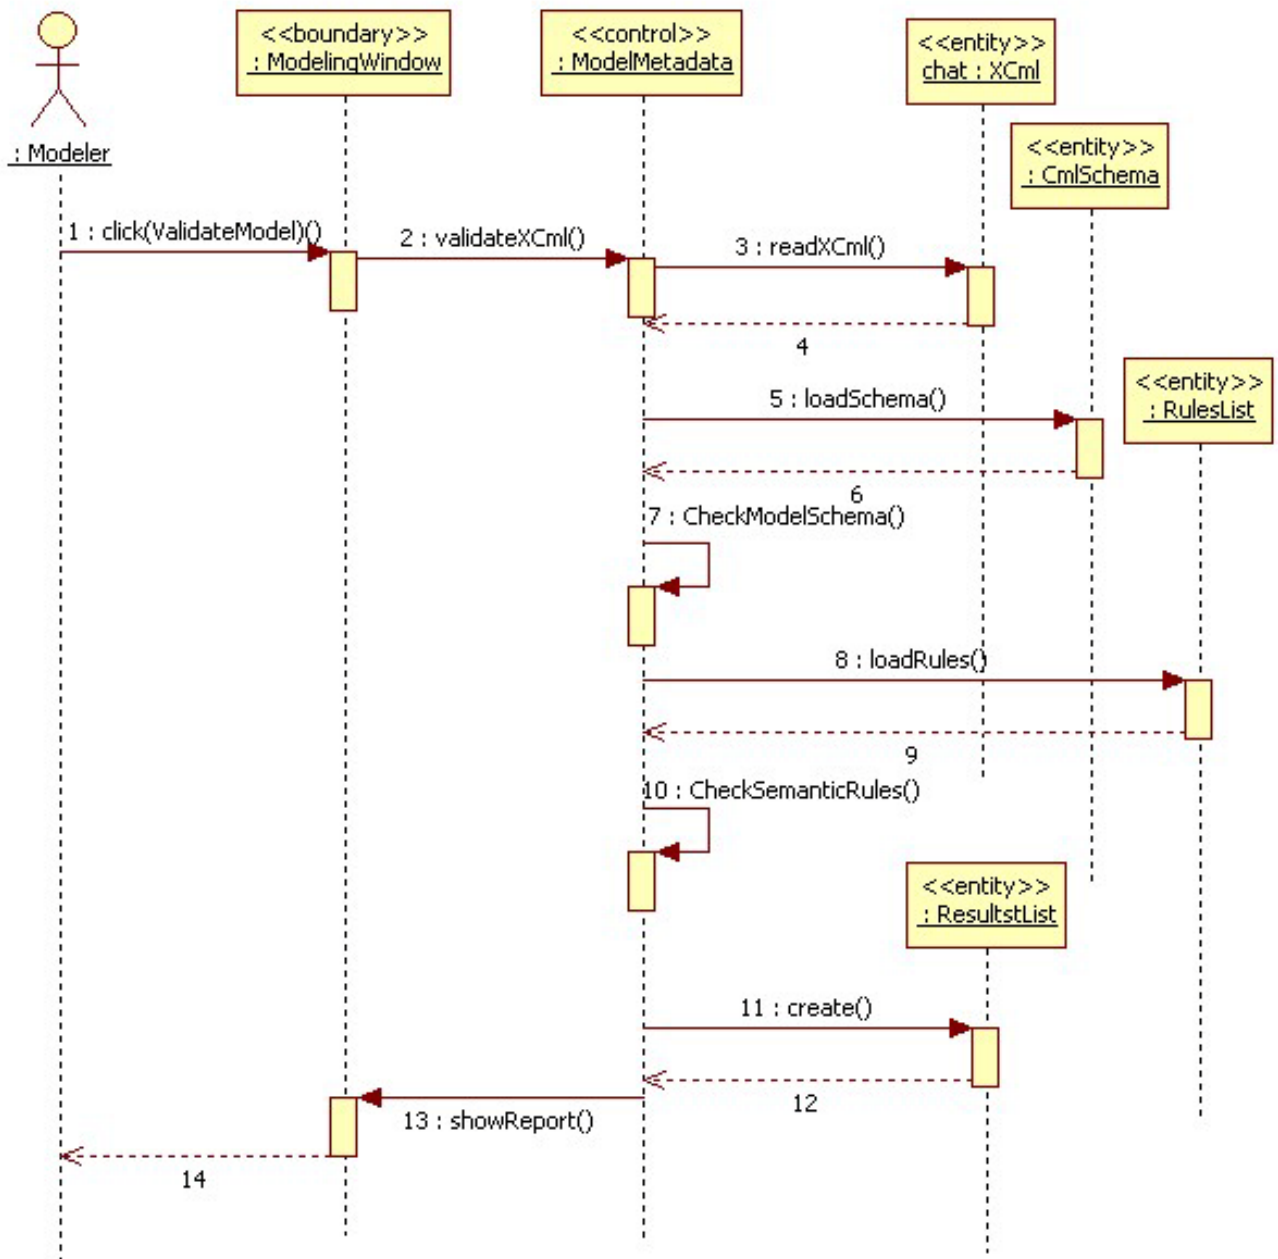 <<boundary>>
: ModelingWindow
<<control>>
: ModelMetadata
<<entity>>
chat : XCml
<<entity>>
: CmlSchema
: Modeler
1 : click(ValidateModel)()
2 : validateXCml()
3 : readXCml()
4
<<entity>>
: RulesList
5 : loadSchema()
6
7 : CheckModelSchema()
8 : loadRules()
9
10 : CheckSemanticRules()
<<entity>>
: ResultstList
11 : create()
12
13 : showReport()
14